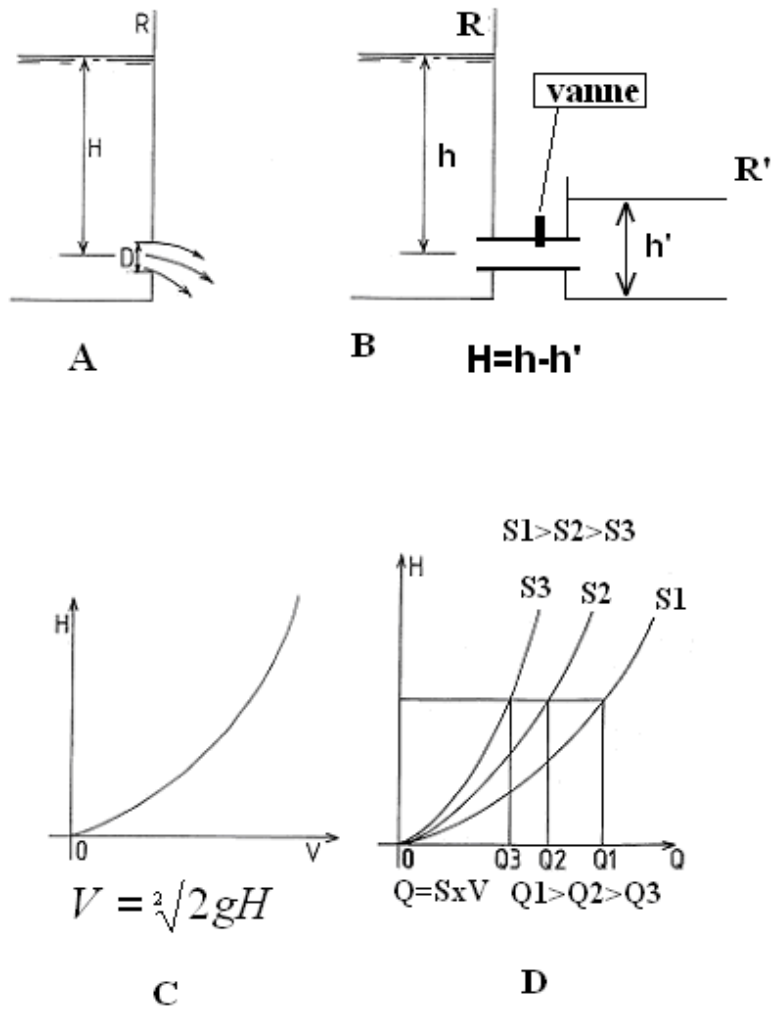 R
H
D
A
R
vanne
h
R'
h'
B
H=h-h'
H
0
V
V = ²√2gH
C
S1>S2>S3
H
S3 S2 S1
0 Q3 Q2 Q1 Q
Q=SxV Q1>Q2>Q3
D